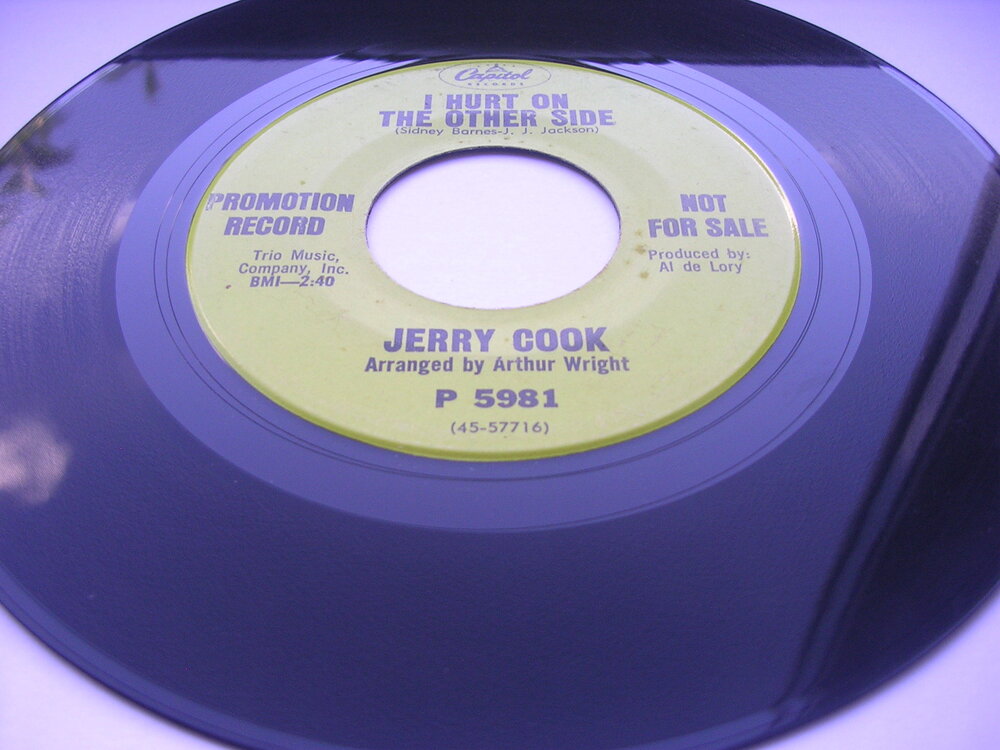 Capitol
RECORDS
I HURT ON
THE OTHER SIDE
(Sidney Barnes-J. J. Jackson)
PROMOTION
RECORD
Trio Music,
Company, Inc.
BMI—2:40
NOT
FOR SALE
Produced by:
Al de Lory
JERRY COOK
Arranged by Arthur Wright
P 5981
(45-57716)